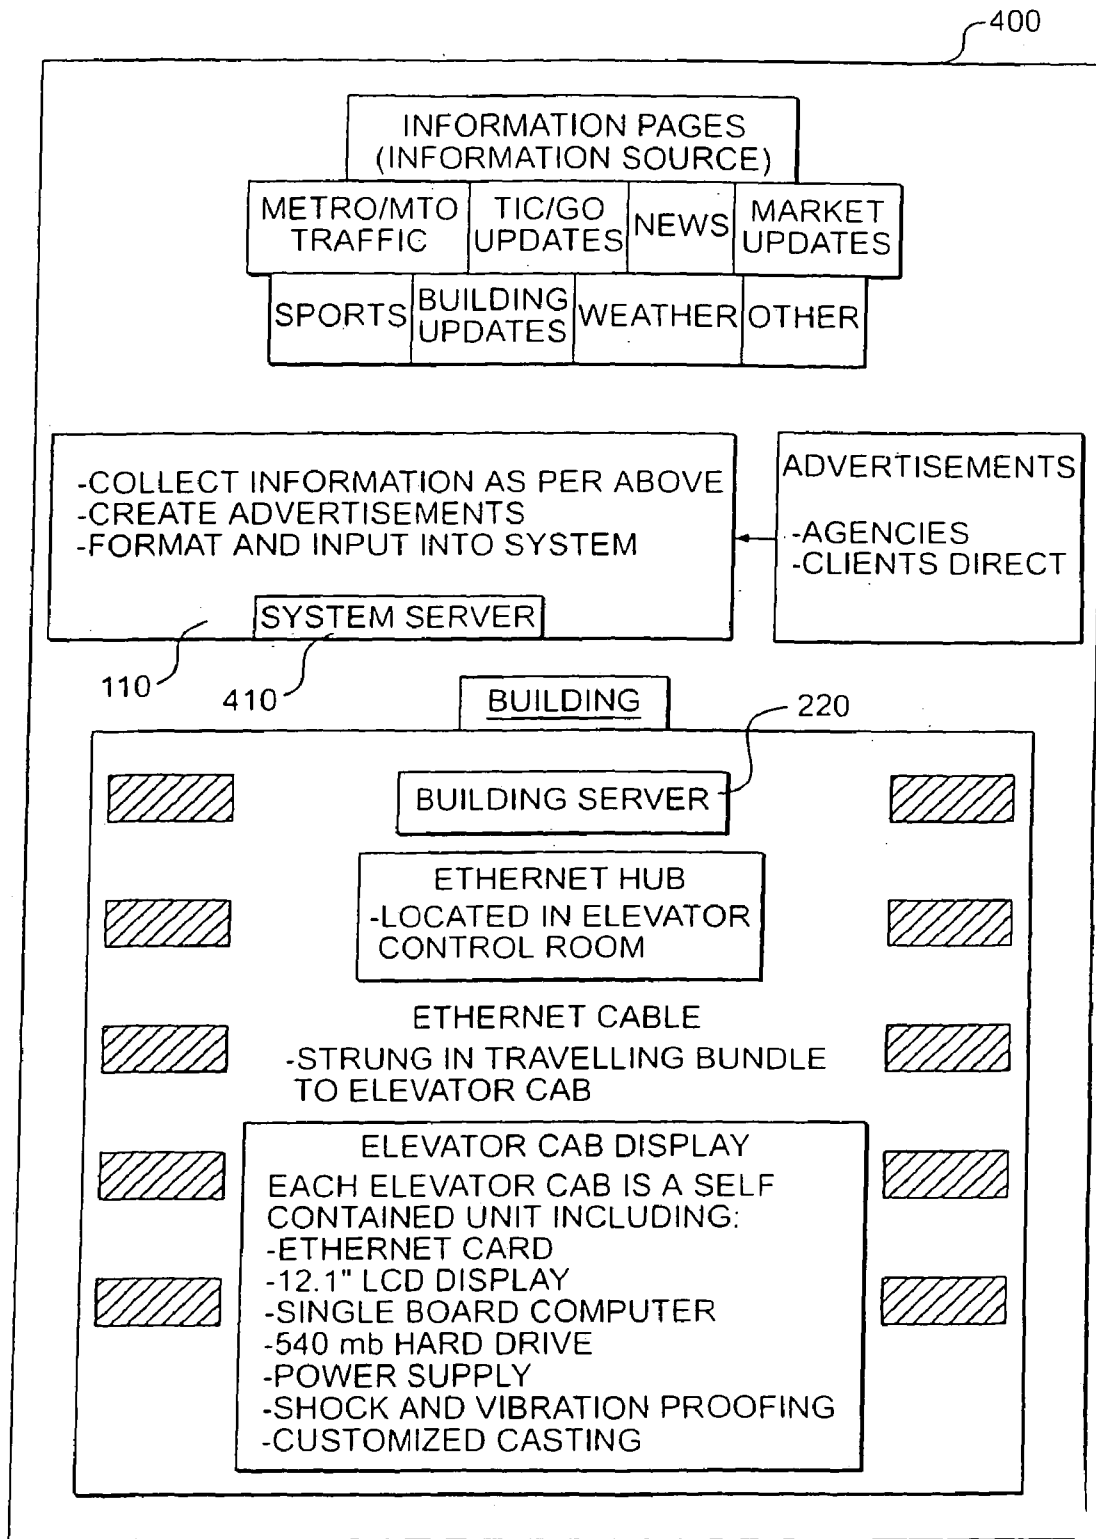 400
INFORMATION PAGES
(INFORMATION SOURCE)
METRO/MTO TRAFFIC
TIC/GO UPDATES
NEWS
MARKET UPDATES
SPORTS
BUILDING UPDATES
WEATHER
OTHER
-COLLECT INFORMATION AS PER ABOVE
-CREATE ADVERTISEMENTS
-FORMAT AND INPUT INTO SYSTEM
SYSTEM SERVER
ADVERTISEMENTS
-AGENCIES
-CLIENTS DIRECT
110
410
BUILDING
220
BUILDING SERVER
ETHERNET HUB
-LOCATED IN ELEVATOR
CONTROL ROOM
ETHERNET CABLE
-STRUNG IN TRAVELLING BUNDLE
TO ELEVATOR CAB
ELEVATOR CAB DISPLAY
EACH ELEVATOR CAB IS A SELF
CONTAINED UNIT INCLUDING:
-ETHERNET CARD
-12.1" LCD DISPLAY
-SINGLE BOARD COMPUTER
-540 mb HARD DRIVE
-POWER SUPPLY
-SHOCK AND VIBRATION PROOFING
-CUSTOMIZED CASTING